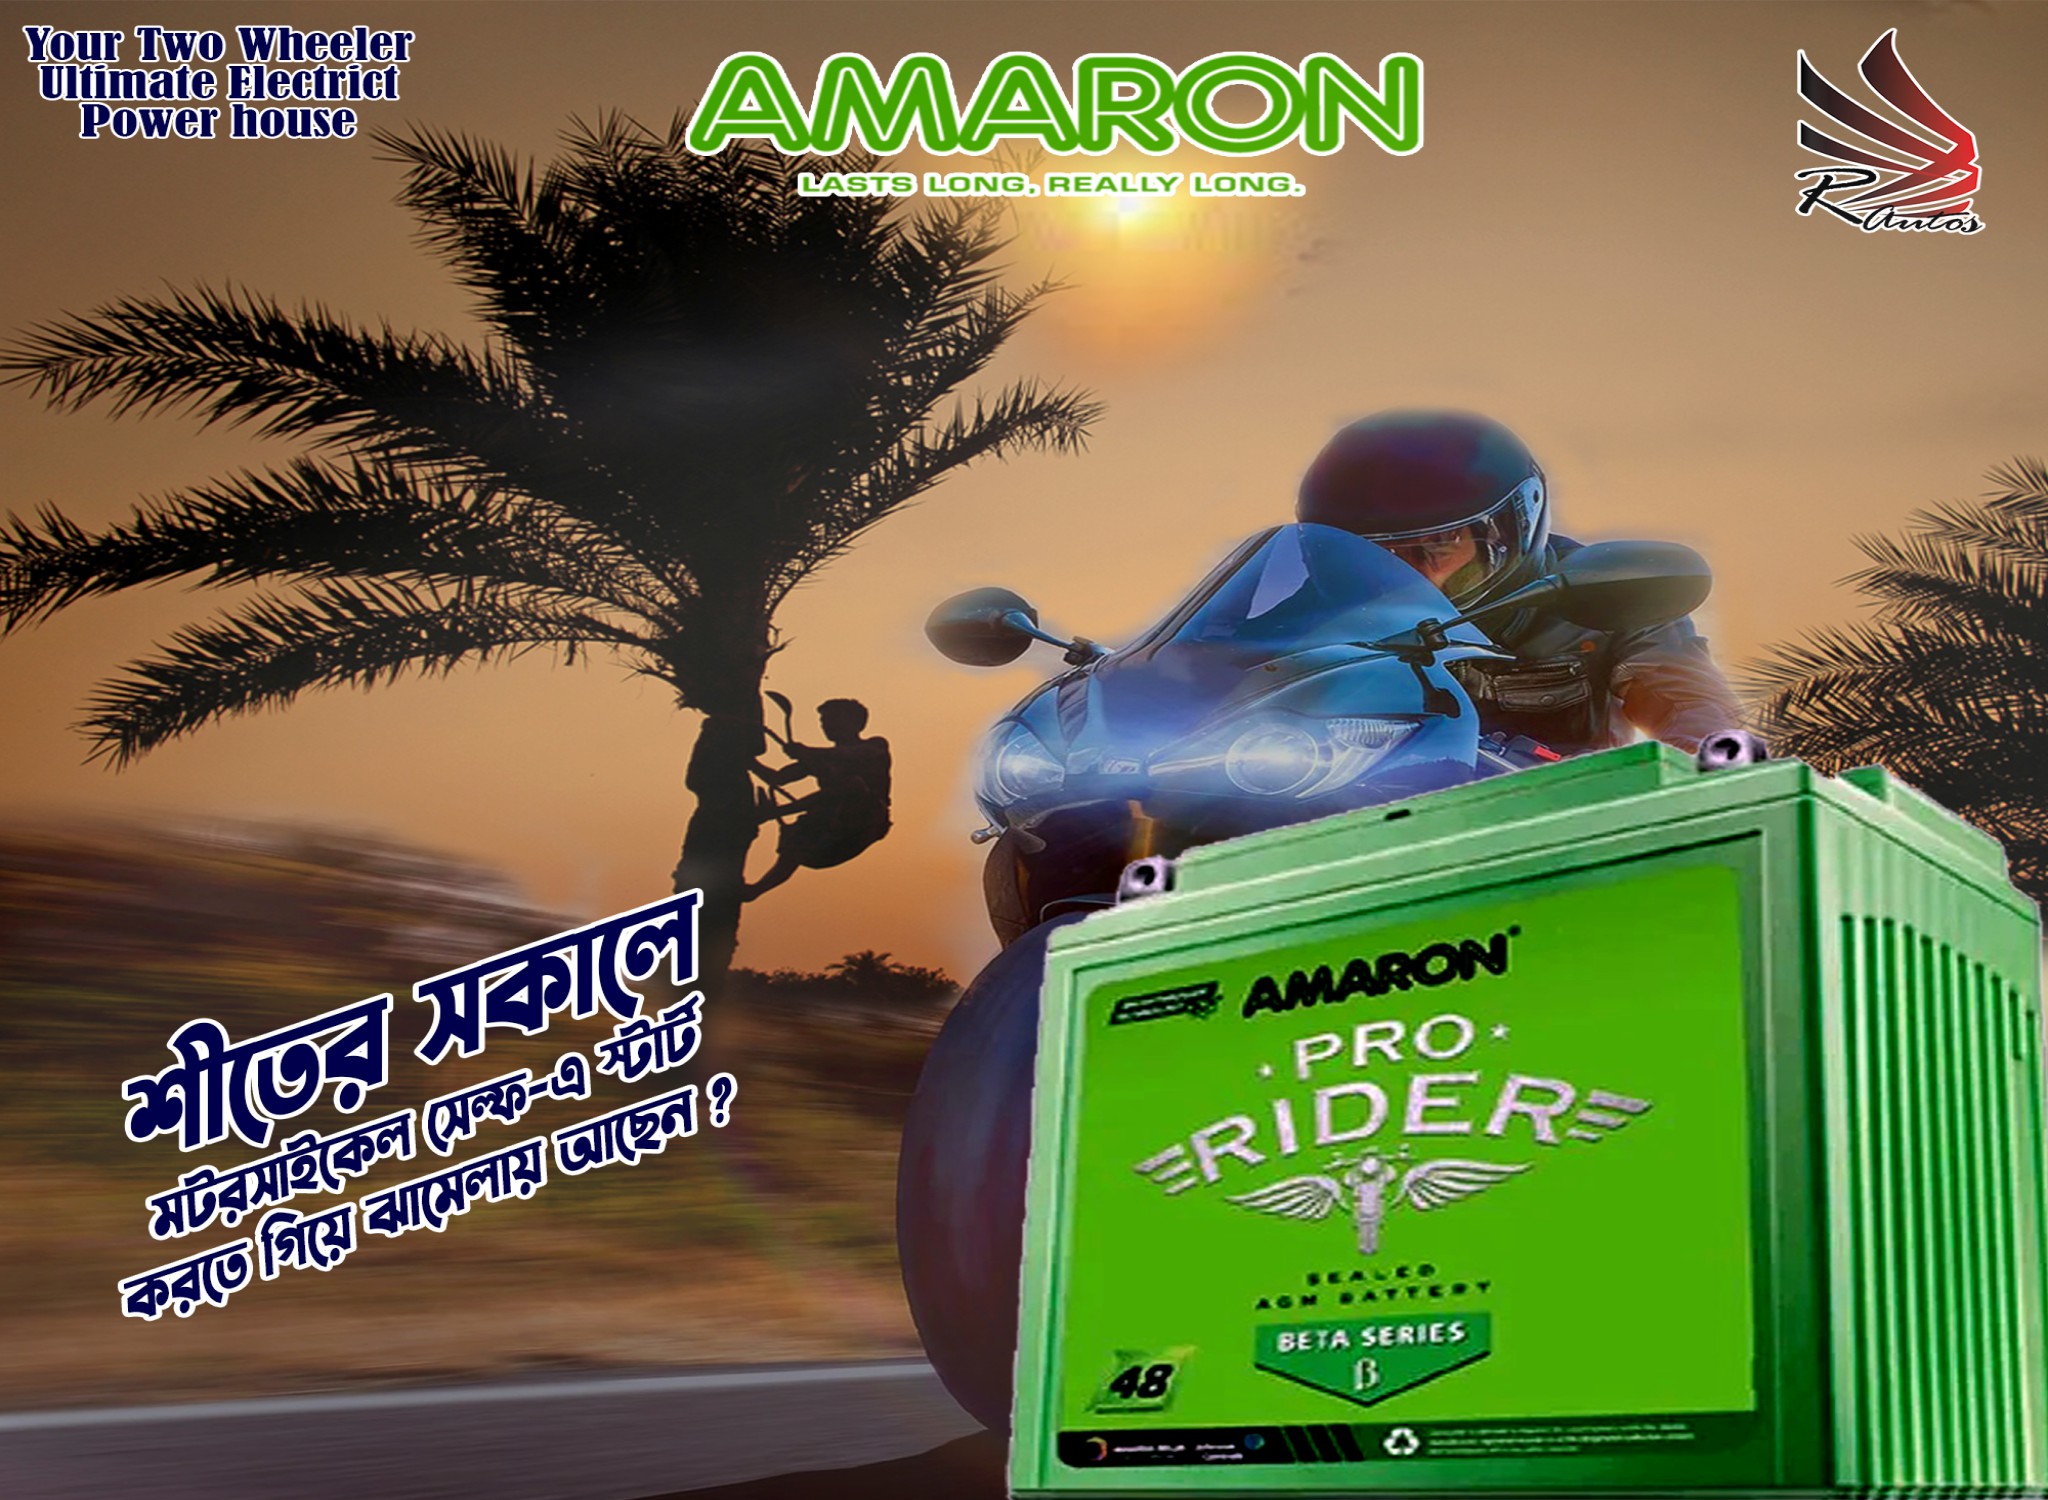 Your Two Wheeler
Ultimate Electrict
Power house
AMARON
LASTS LONG, REALLY LONG.
R Autos
শীতের সকালে
মটরসাইকেল সেল্ফ-এ স্টার্ট
করতে গিয়ে ঝামেলায় আছেন ?
AMARON
PRO
RIDER
SEALED
AGM BATTERY
BETA SERIES
β
48